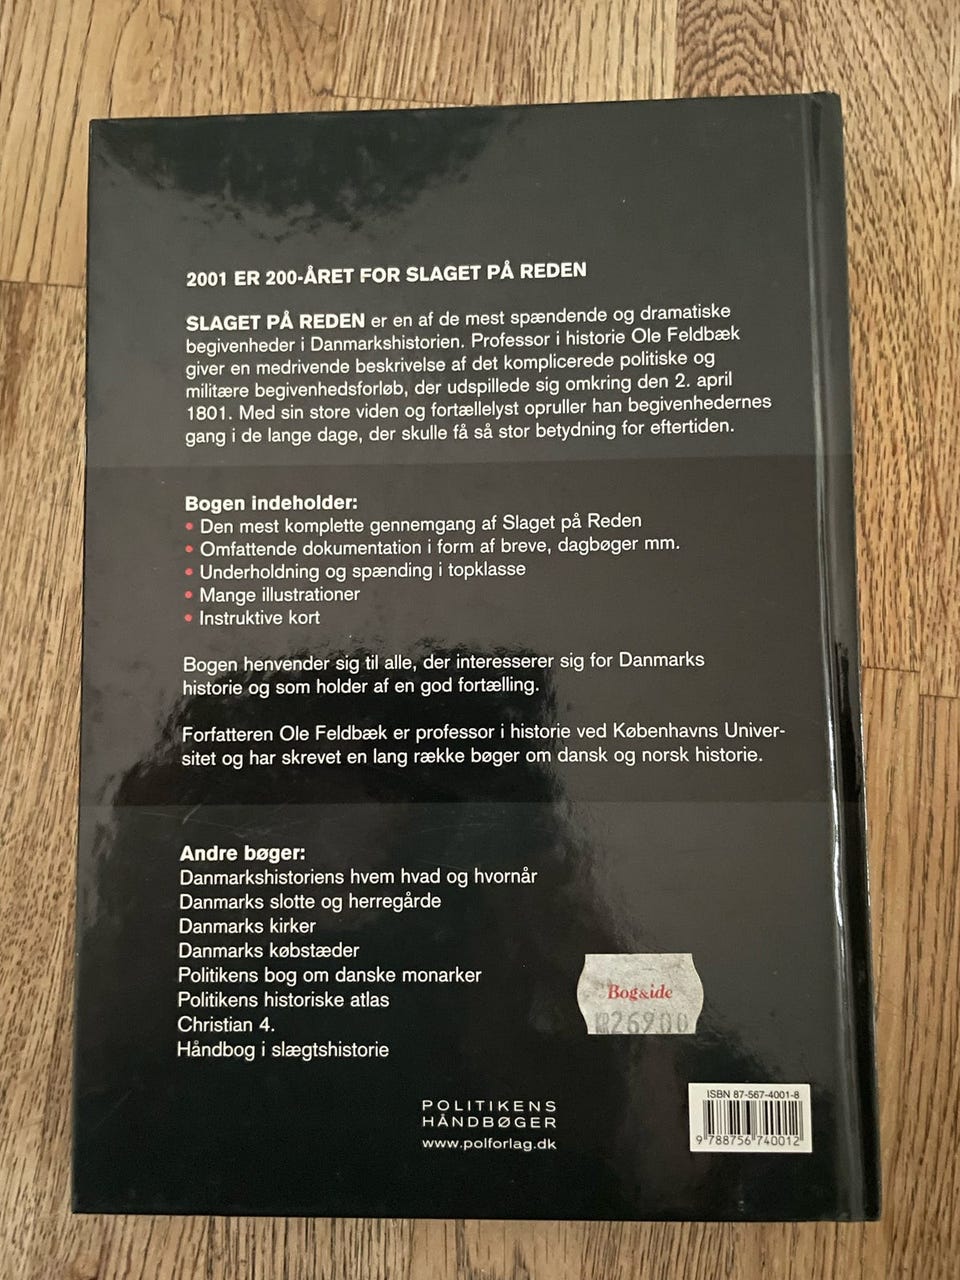 2001 ER 200-ÅRET FOR SLAGET PÅ REDEN
SLAGET PÅ REDEN er en af de mest spændende og dramatiske
begivenheder i Danmarkshistorien. Professor i historie Ole Feldbæk
giver en medrivende beskrivelse af det komplicerede politiske og
militære begivenhedsforløb, der udspillede sig omkring den 2. april
1801. Med sin store viden og fortællelyst opruller han begivenhedernes
gang i de lange dage, der skulle få så stor betydning for eftertiden.
Bogen indeholder:
• Den mest komplette gennemgang af Slaget på Reden
• Omfattende dokumentation i form af breve, dagbøger mm.
• Underholdning og spænding i topklasse
• Mange illustrationer
• Instruktive kort
Bogen henvender sig til alle, der interesserer sig for Danmarks
historie og som holder af en god fortælling.
Forfatteren Ole Feldbæk er professor i historie ved Københavns Univer-
sitet og har skrevet en lang række bøger om dansk og norsk historie.
Andre bøger:
Danmarkshistoriens hvem hvad og hvornår
Danmarks slotte og herregårde
Danmarks kirker
Danmarks købstæder
Politikens bog om danske monarker
Politikens historiske atlas
Christian 4.
Håndbog i slægtshistorie
Bog&ide
KR 269.00
POLITIKENS
HÅNDBØGER
www.polforlag.dk
ISBN 87-567-4001-8
9 788756 740012